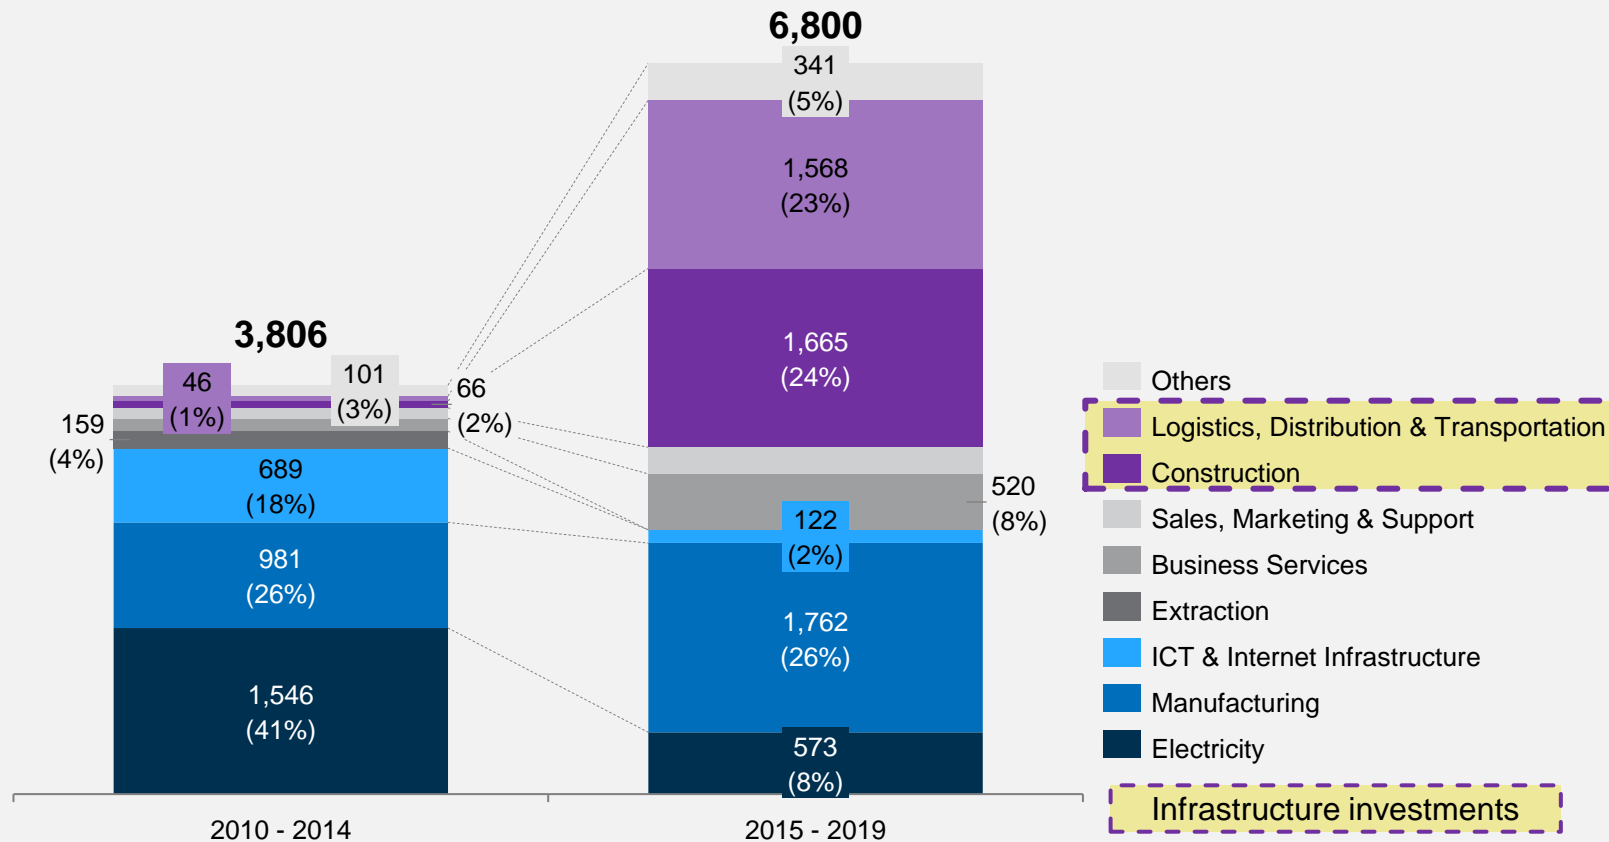 6,800
341
(5%)
1,568
(23%)
1,665
(24%)
520
(8%)
122
(2%)
1,762
(26%)
573
(8%)
3,806
46
(1%)
101
(3%)
66
(2%)
159
(4%)
689
(18%)
981
(26%)
1,546
(41%)
2010 - 2014
2015 - 2019
Others
Logistics, Distribution & Transportation
Construction
Sales, Marketing & Support
Business Services
Extraction
ICT & Internet Infrastructure
Manufacturing
Electricity
Infrastructure investments